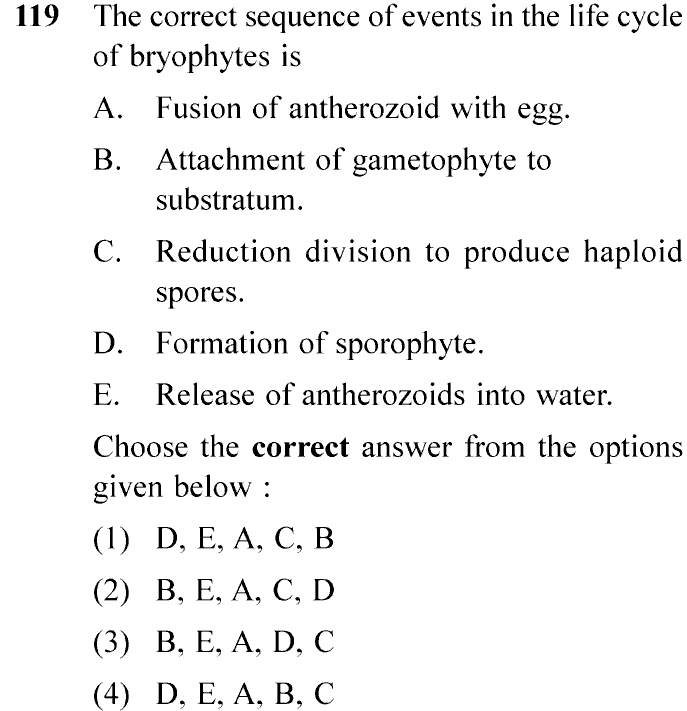 119 The correct sequence of events in the life cycle
of bryophytes is
A. Fusion of antherozoid with egg.
B. Attachment of gametophyte to
substratum.
C. Reduction division to produce haploid
spores.
D. Formation of sporophyte.
E. Release of antherozoids into water.
Choose the correct answer from the options
given below :
(1) D, E, A, C, B
(2) B, E, A, C, D
(3) B, E, A, D, C
(4) D, E, A, B, C